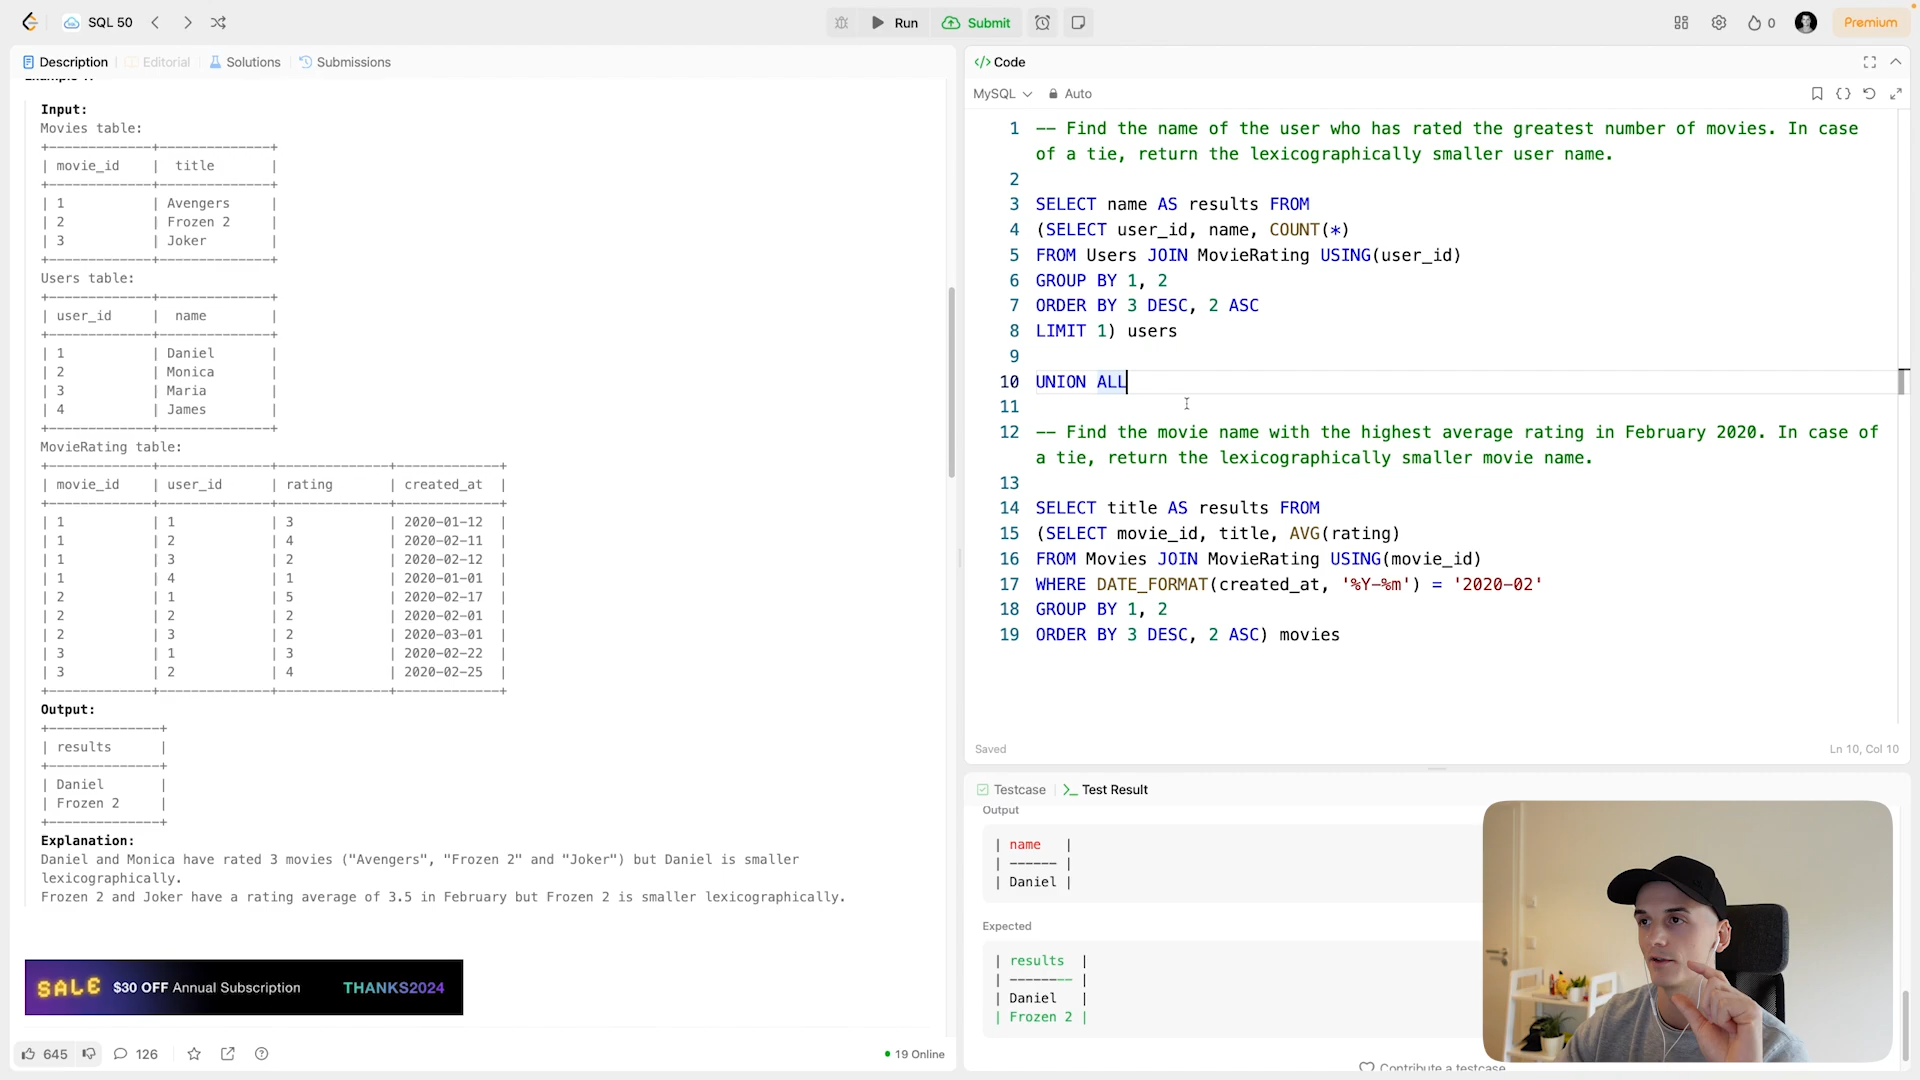 SQL 50
Run
Submit
0
Premium
Description
Editorial
Solutions
Submissions
Input:
Movies table:
+-------------+--------------+
| movie_id    |  title       |
+-------------+--------------+
| 1           | Avengers     |
| 2           | Frozen 2     |
| 3           | Joker        |
+-------------+--------------+
Users table:
+-------------+--------------+
| user_id     |  name        |
+-------------+--------------+
| 1           | Daniel       |
| 2           | Monica       |
| 3           | Maria        |
| 4           | James        |
+-------------+--------------+
MovieRating table:
+-------------+--------------+--------------+-------------+
| movie_id    | user_id      | rating       | created_at  |
+-------------+--------------+--------------+-------------+
| 1           | 1            | 3            | 2020-01-12  |
| 1           | 2            | 4            | 2020-02-11  |
| 1           | 3            | 2            | 2020-02-12  |
| 1           | 4            | 1            | 2020-01-01  |
| 2           | 1            | 5            | 2020-02-17  |
| 2           | 2            | 2            | 2020-02-01  |
| 2           | 3            | 2            | 2020-03-01  |
| 3           | 1            | 3            | 2020-02-22  |
| 3           | 2            | 4            | 2020-02-25  |
+-------------+--------------+--------------+-------------+
Output:
+--------------+
| results      |
+--------------+
| Daniel       |
| Frozen 2     |
+--------------+
Explanation:
Daniel and Monica have rated 3 movies ("Avengers", "Frozen 2" and "Joker") but Daniel is smaller
lexicographically.
Frozen 2 and Joker have a rating average of 3.5 in February but Frozen 2 is smaller lexicographically.
SALE $30 OFF Annual Subscription THANKS2024
645
126
19 Online
</> Code
MySQL
Auto
1 -- Find the name of the user who has rated the greatest number of movies. In case
of a tie, return the lexicographically smaller user name.
2
3 SELECT name AS results FROM
4 (SELECT user_id, name, COUNT(*)
5 FROM Users JOIN MovieRating USING(user_id)
6 GROUP BY 1, 2
7 ORDER BY 3 DESC, 2 ASC
8 LIMIT 1) users
9
10 UNION ALL
11
12 -- Find the movie name with the highest average rating in February 2020. In case of
a tie, return the lexicographically smaller movie name.
13
14 SELECT title AS results FROM
15 (SELECT movie_id, title, AVG(rating)
16 FROM Movies JOIN MovieRating USING(movie_id)
17 WHERE DATE_FORMAT(created_at, '%Y-%m') = '2020-02'
18 GROUP BY 1, 2
19 ORDER BY 3 DESC, 2 ASC) movies
Saved
Ln 10, Col 10
Testcase
Test Result
Output
| name   |
| ------ |
| Daniel |
Expected
| results  |
| -------- |
| Daniel   |
| Frozen 2 |
Contribute a testcase